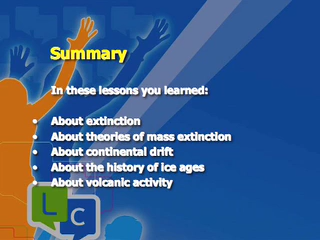 Summary
In these lessons you learned:
• About extinction
• About theories of mass extinction
• About continental drift
• About the history of ice ages
• About volcanic activity
L C